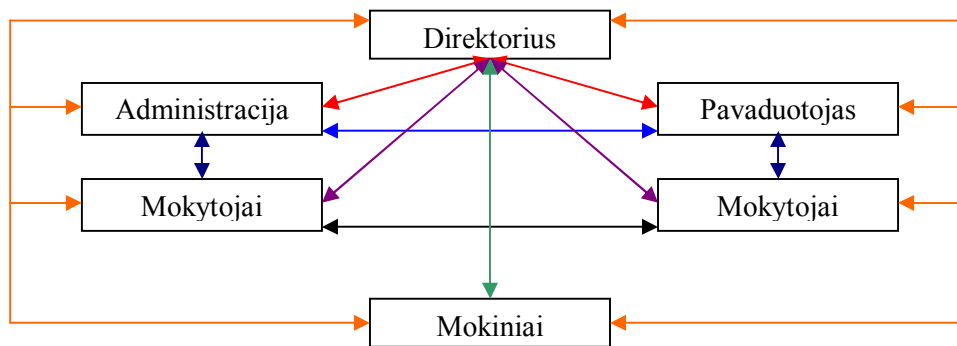 Direktorius
Administracija
Pavaduotojas
Mokytojai
Mokytojai
Mokiniai